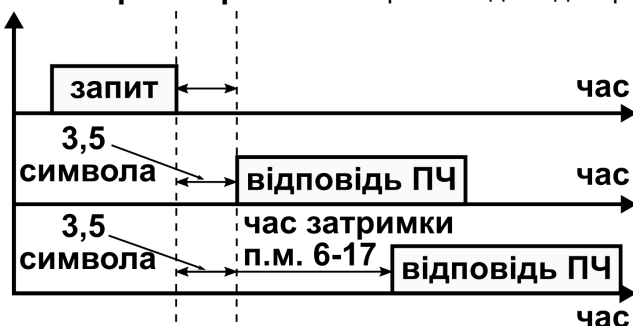 запит
час
3,5
символа
відповідь ПЧ
час
3,5
символа
час затримки
п.м. 6-17
відповідь ПЧ
час